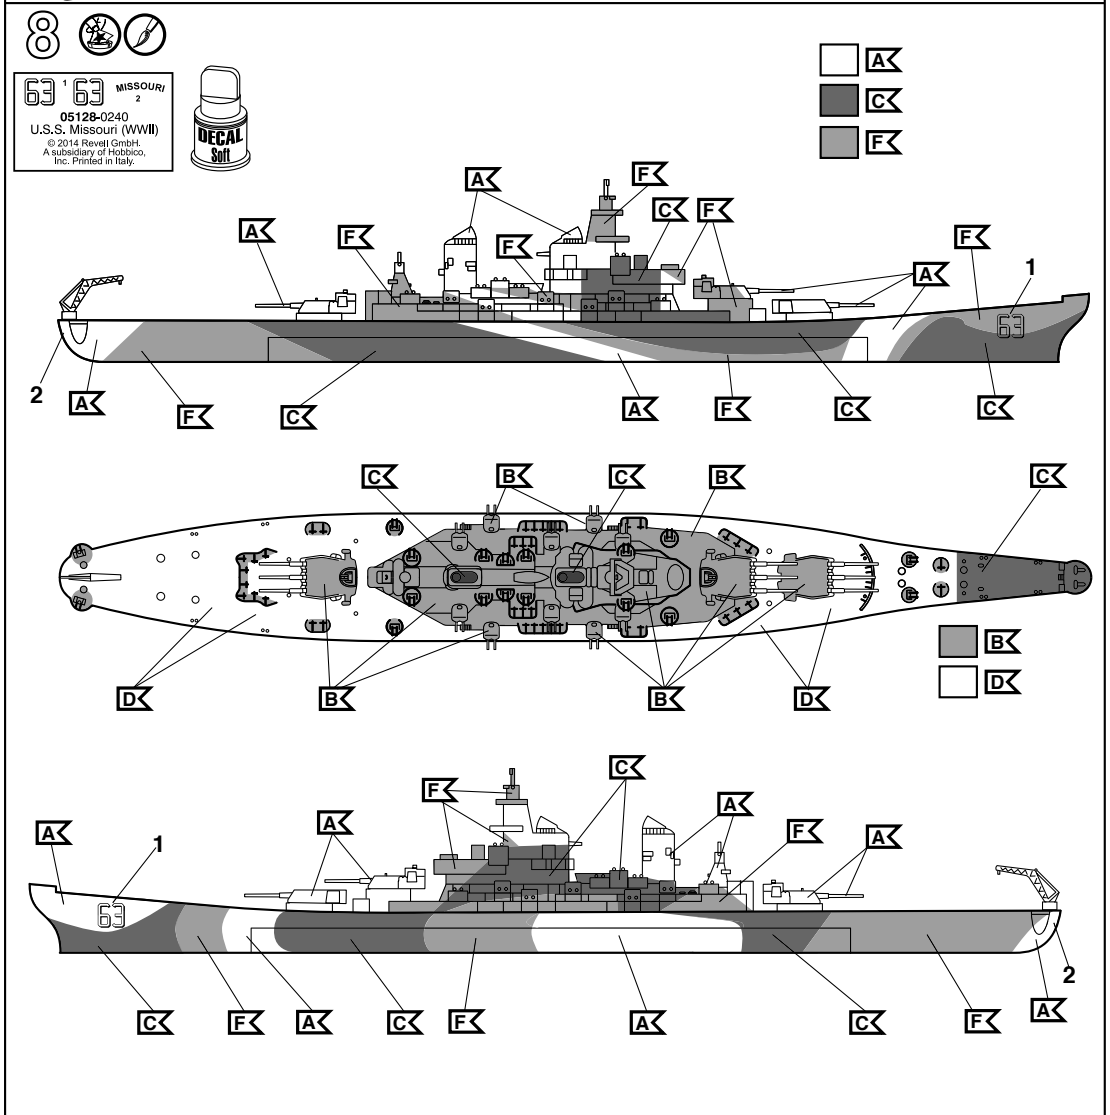 8
63 1 63 MISSOURI
2
05128-0240
U.S.S. Missouri (WWII)
© 2014 Revell GmbH.
A subsidiary of Hobbico,
Inc. Printed in Italy.
DECAL
Soft
A
C
F
A F
A F F C F F A 1
63
2 A F C A F C C
C B C B C
B
D
D B B D
F C A
A 1 A F A
63
2
C F A C F A C F A